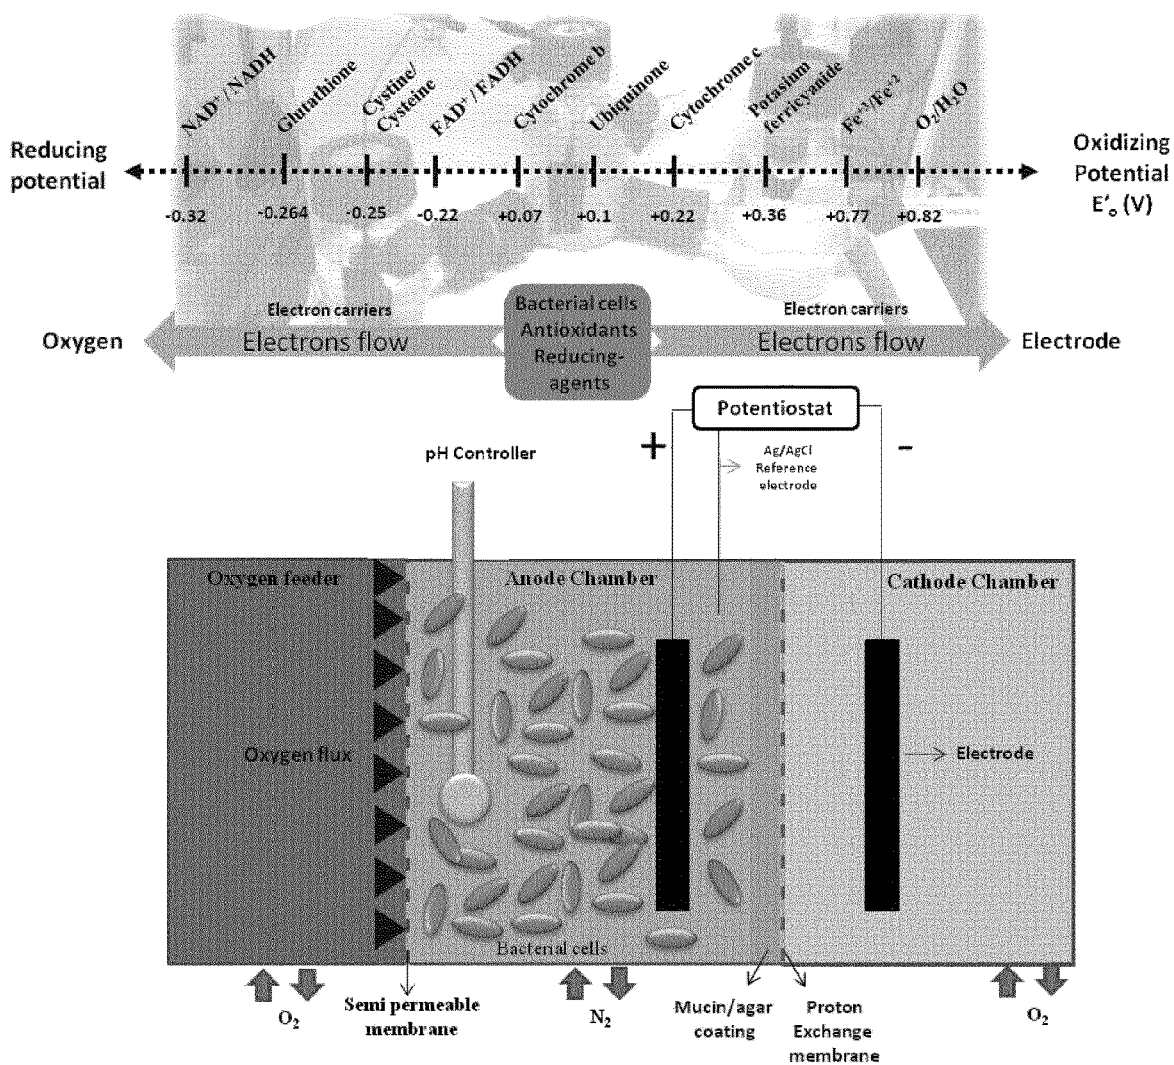 NAD⁺ / NADH
Glutathione
Cystine/
Cysteine
FAD⁺ / FADH
Cytochrome b
Ubiquinone
Cytochrome c
Potasium
ferricyanide
Fe⁺³/Fe⁺²
O₂/H₂O
Reducing
potential
Oxidizing
Potential
E'ₒ (V)
-0.32
-0.264
-0.25
-0.22
+0.07
+0.1
+0.22
+0.36
+0.77
+0.82
Oxygen
Electron carriers
Electrons flow
Bacterial cells
Antioxidants
Reducing-
agents
Electron carriers
Electrons flow
Electrode
Potentiostat
+
-
Ag/AgCl
Reference
electrode
pH Controller
Oxygen feeder
Anode Chamber
Cathode Chamber
Oxygen flux
Electrode
Bacterial cells
O₂
Semi permeable
membrane
N₂
Mucin/agar
coating
Proton
Exchange
membrane
O₂